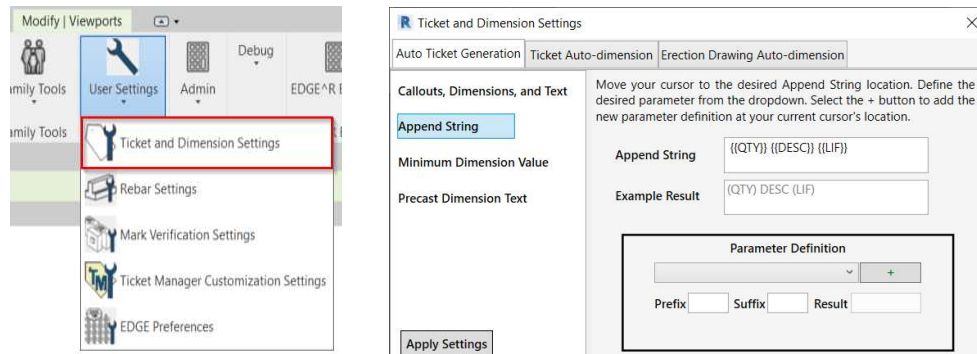 Modify | Viewports
mily Tools
User Settings
Admin
Debug
EDGE^R
amily Tools
Ticket and Dimension Settings
Rebar Settings
Mark Verification Settings
TM
Ticket Manager Customization Settings
EDGE Preferences
R Ticket and Dimension Settings
Auto Ticket Generation Ticket Auto-dimension Erection Drawing Auto-dimension
Callouts, Dimensions, and Text
Append String
Minimum Dimension Value
Precast Dimension Text
Apply Settings
Move your cursor to the desired Append String location. Define the
desired parameter from the dropdown. Select the + button to add the
new parameter definition at your current cursor's location.
Append String {{QTY}} {{DESC}} {{LIF}}
Example Result (QTY) DESC (LIF)
Parameter Definition
+
Prefix Suffix Result